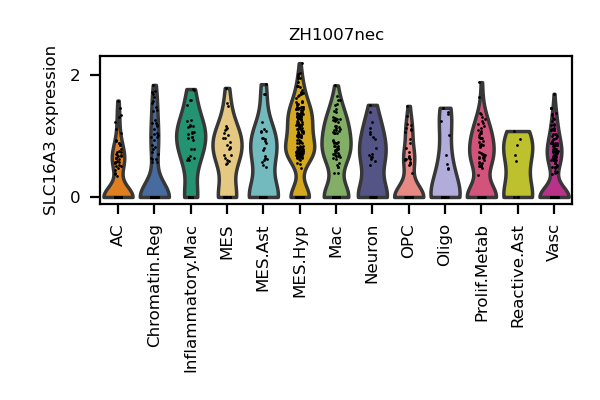 ZH1007nec
SLC16A3 expression
2
0
AC
Chromatin.Reg
Inflammatory.Mac
MES
MES.Ast
MES.Hyp
Mac
Neuron
OPC
Oligo
Prolif.Metab
Reactive.Ast
Vasc